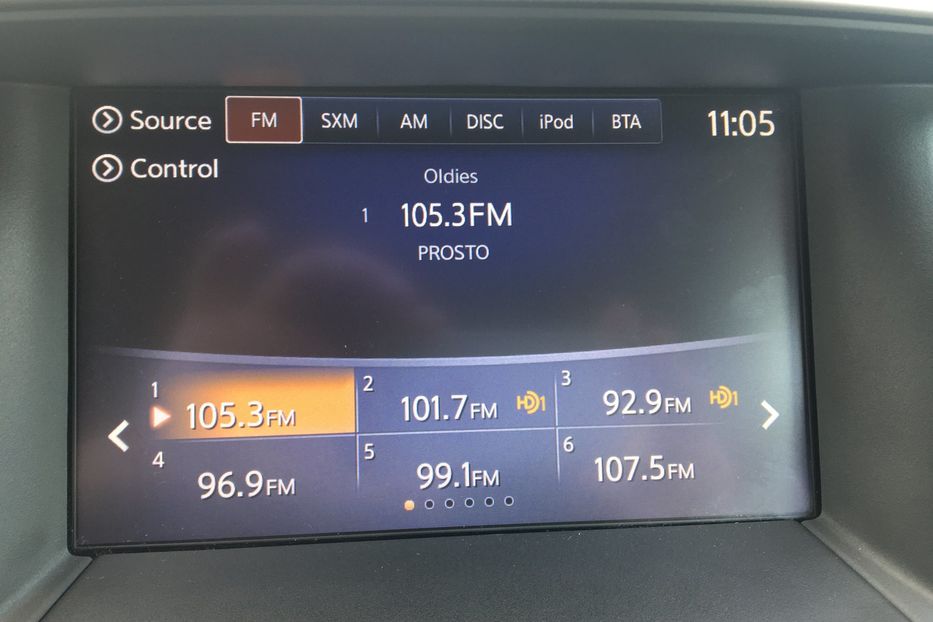 Source FM SXM AM DISC iPod BTA 11:05
Control
Oldies
1 105.3FM
PROSTO
1 105.3FM 2 101.7FM HD1 3 92.9FM HD1
4 96.9FM 5 99.1FM 6 107.5FM